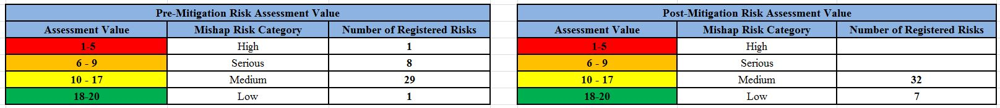 Pre-Mitigation Risk Assessment Value
Assessment Value Mishap Risk Category Number of Registered Risks
1-5 High 1
6 - 9 Serious 8
10 - 17 Medium 29
18-20 Low 1
Post-Mitigation Risk Assessment Value
Assessment Value Mishap Risk Category Number of Registered Risks
1-5 High
6 - 9 Serious
10 - 17 Medium 32
18-20 Low 7